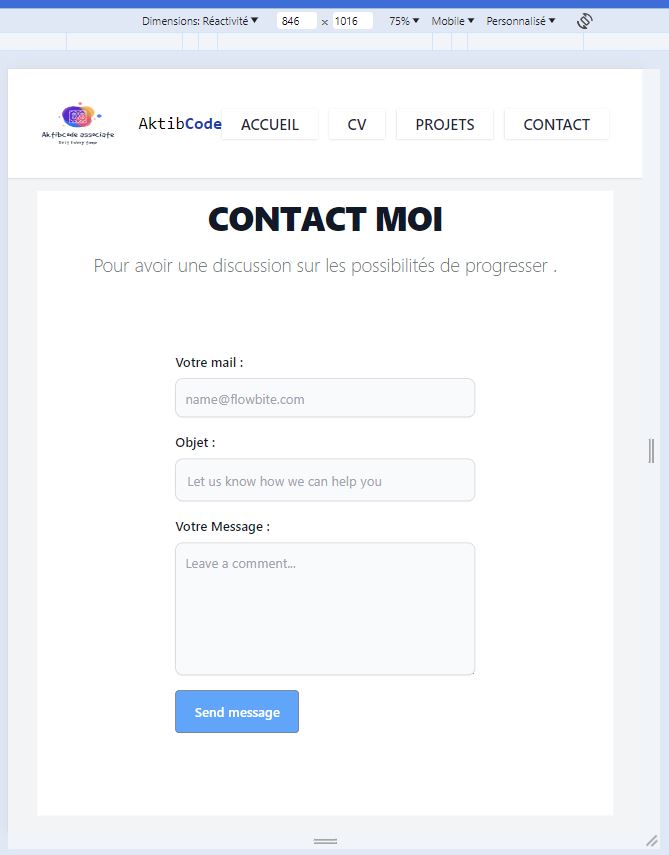 Dimensions: Réactivité 846 x 1016 75% Mobile Personnalisé
Aktibcode associate
AktibCode ACCUEIL CV PROJETS CONTACT
CONTACT MOI
Pour avoir une discussion sur les possibilités de progresser .
Votre mail :
name@flowbite.com
Objet :
Let us know how we can help you
Votre Message :
Leave a comment...
Send message